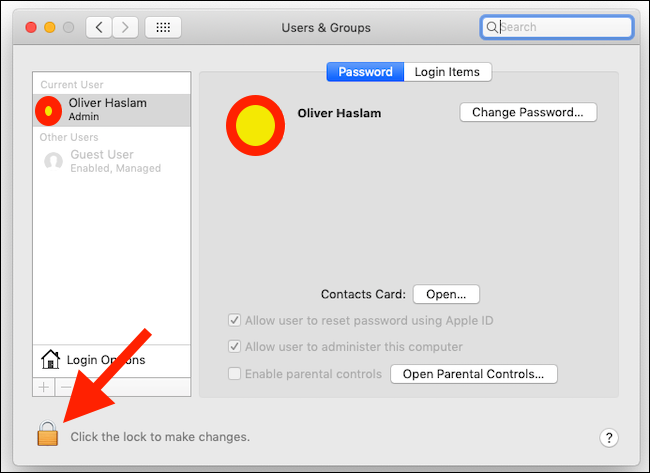 Users & Groups
Search
Password
Login Items
Current User
Oliver Haslam
Admin
Other Users
Guest User
Enabled, Managed
Login Options
Oliver Haslam
Change Password...
Contacts Card:
Open...
Allow user to reset password using Apple ID
Allow user to administer this computer
Enable parental controls
Open Parental Controls...
Click the lock to make changes.
?